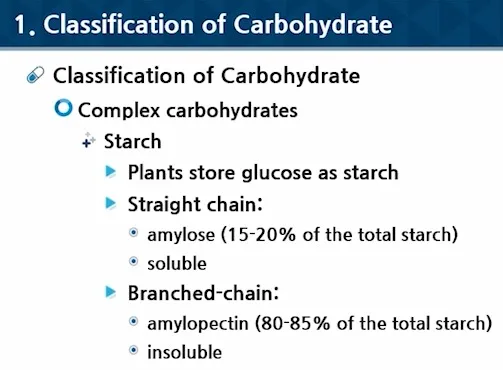 1. Classification of Carbohydrate
Classification of Carbohydrate
Complex carbohydrates
Starch
Plants store glucose as starch
Straight chain:
amylose (15-20% of the total starch)
soluble
Branched-chain:
amylopectin (80-85% of the total starch)
insoluble